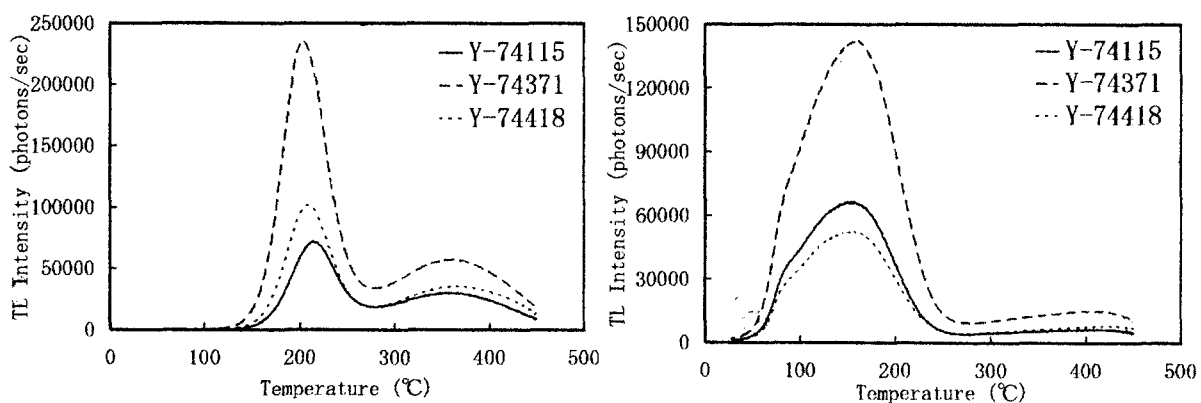 TL Intensity (photons/sec)
250000
200000
150000
100000
50000
0
Y-74115
Y-74371
Y-74418
0 100 200 300 400 500
Temperature (℃)
TL Intensity (photons/sec)
150000
120000
90000
60000
30000
0
Y-74115
Y-74371
Y-74418
0 100 200 300 400 500
Temperature (℃)